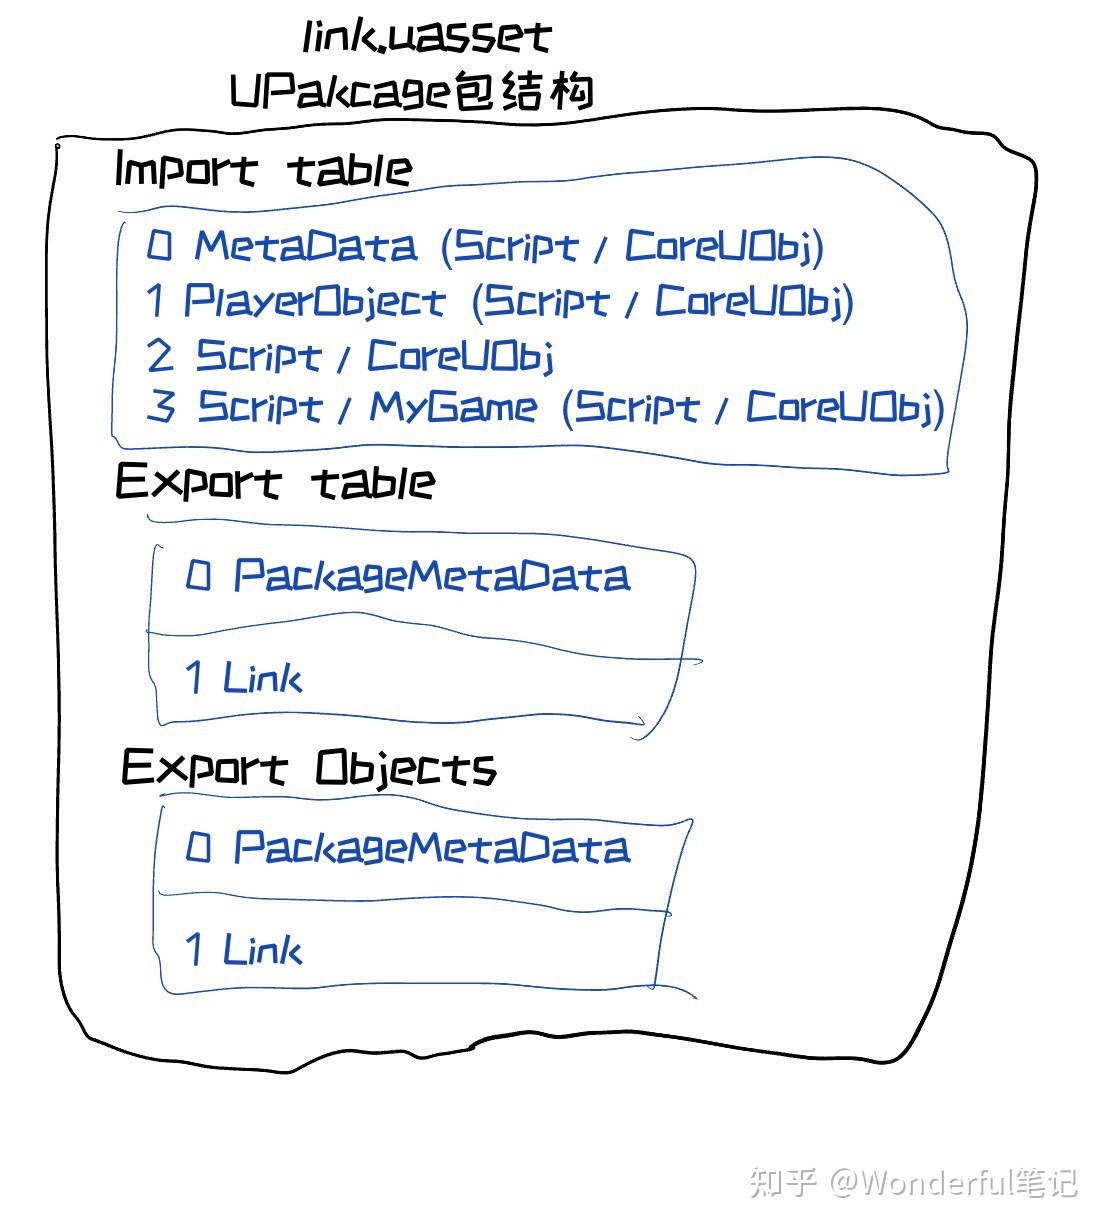 link.uasset
UPakcage包结构
Import table
0 MetaData (Script / CoreUObj)
1 PlayerObject (Script / CoreUObj)
2 Script / CoreUObj
3 Script / MyGame (Script / CoreUObj)
Export table
0 PackageMetaData
1 Link
Export Objects
0 PackageMetaData
1 Link
知乎 @Wonderful笔记